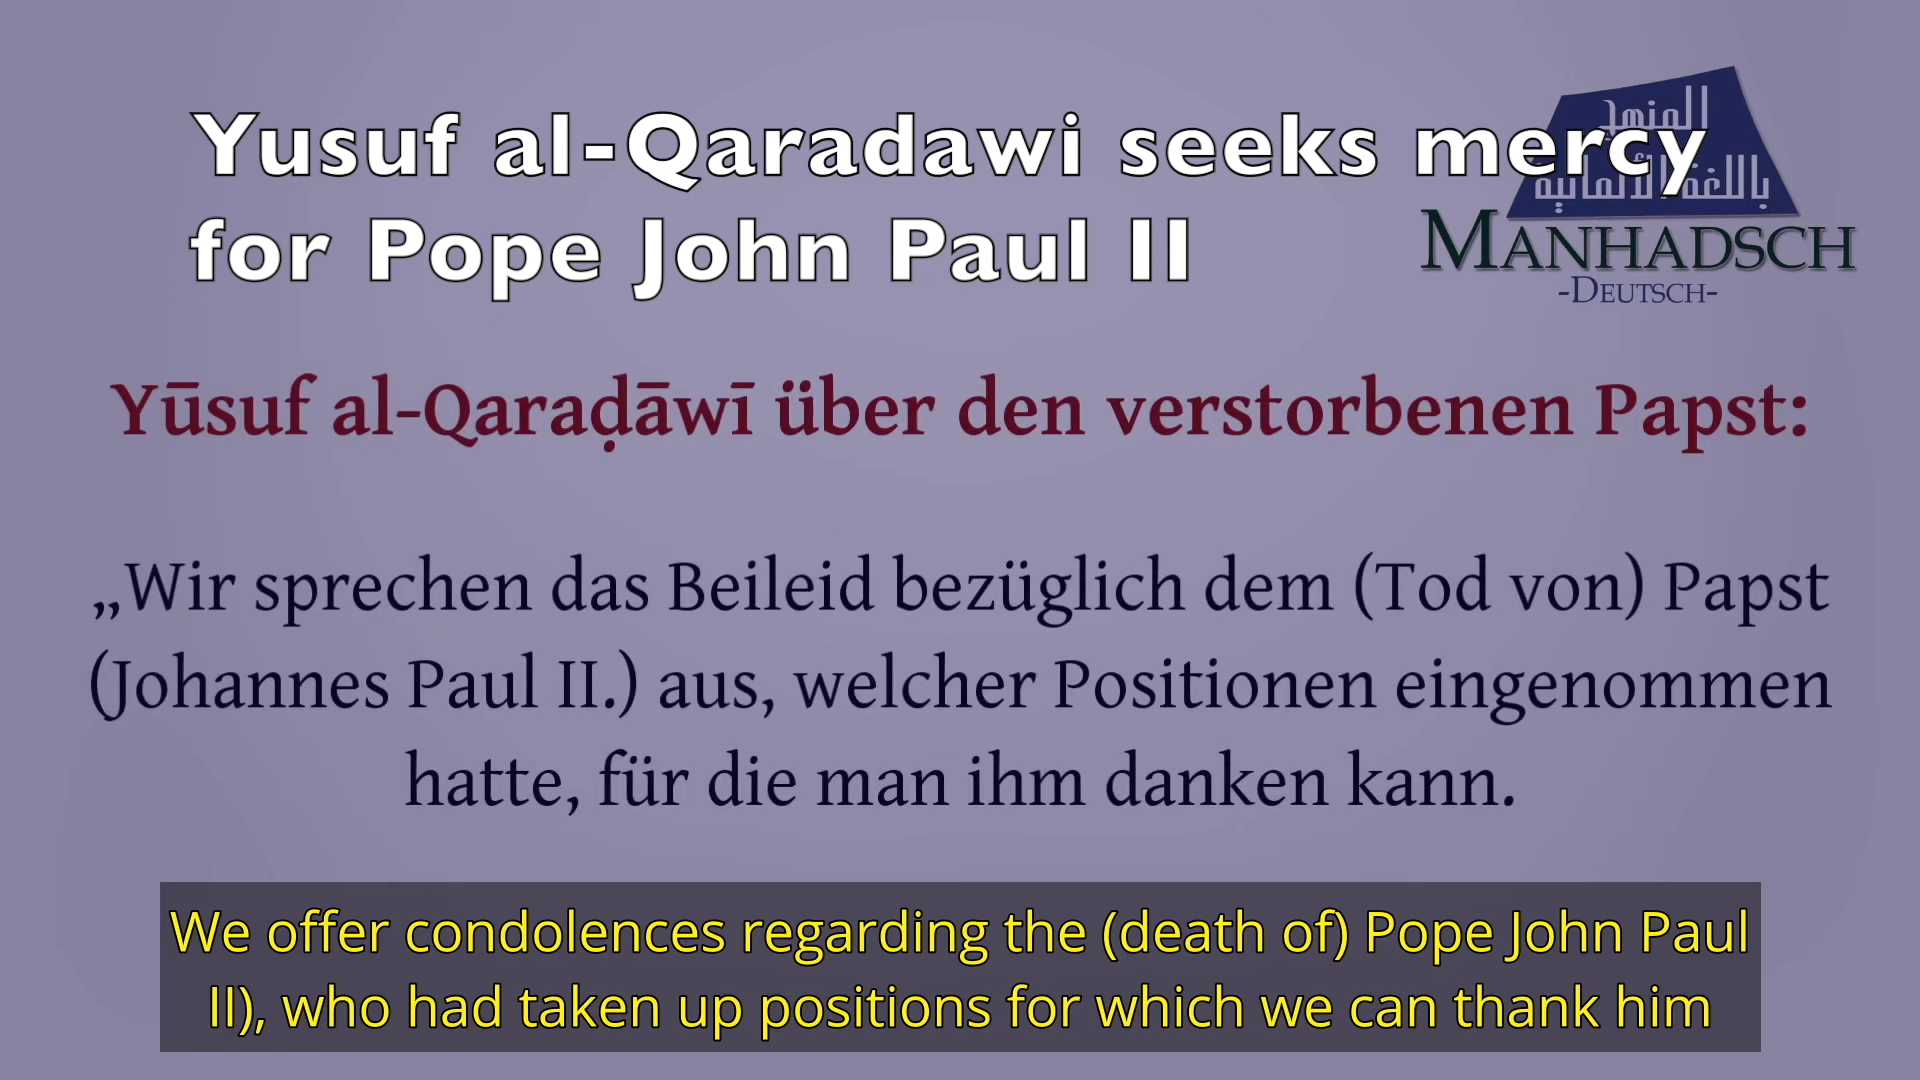 Yusuf al-Qaradawi seeks mercy
for Pope John Paul II
المنهج
باللغة الألمانية
MANHADSCH
-DEUTSCH-
Yūsuf al-Qaraḍāwī über den verstorbenen Papst:
„Wir sprechen das Beileid bezüglich dem (Tod von) Papst
(Johannes Paul II.) aus, welcher Positionen eingenommen
hatte, für die man ihm danken kann.
We offer condolences regarding the (death of) Pope John Paul
II), who had taken up positions for which we can thank him